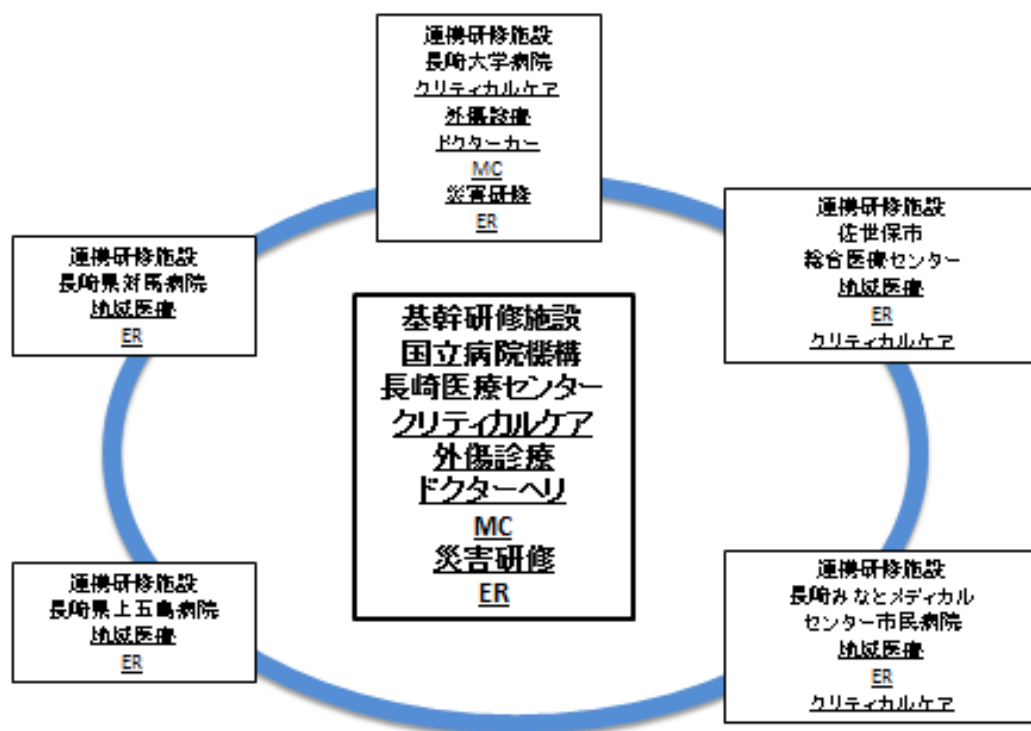 連携研修施設
長崎大学病院
クリティカルケア
外傷診療
ドクターカー
MC
災害研修
ER
連携研修施設
佐世保市
総合医療センター
地域医療
ER
クリティカルケア
連携研修施設
長崎県対馬病院
地域医療
ER
基幹研修施設
国立病院機構
長崎医療センター
クリティカルケア
外傷診療
ドクターヘリ
MC
災害研修
ER
連携研修施設
長崎県上五島病院
地域医療
ER
連携研修施設
長崎みなとメディカル
センター市民病院
地域医療
ER
クリティカルケア